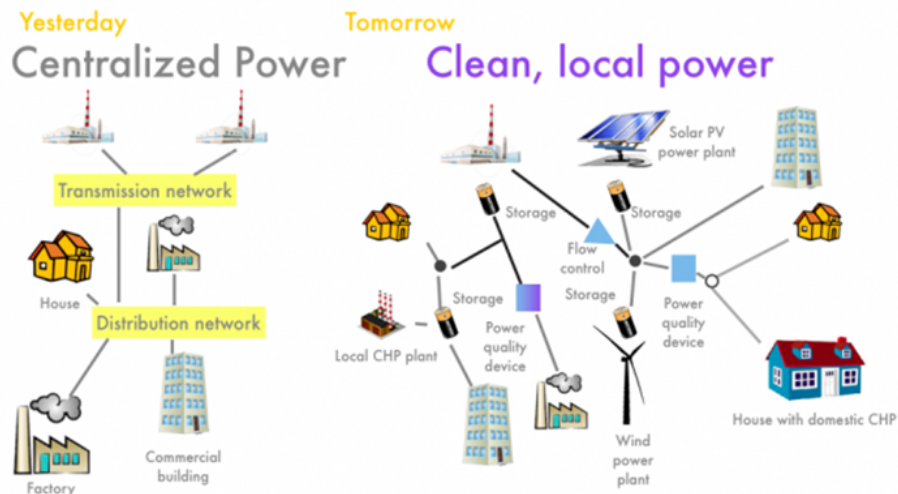 Yesterday
Centralized Power
Transmission network
House
Distribution network
Factory
Commercial
building
Tomorrow
Clean, local power
Solar PV
power plant
Storage
Storage
Flow
control
Storage
Storage
Power
quality
device
Power
quality
device
Local CHP plant
Wind
power
plant
House with domestic CHP